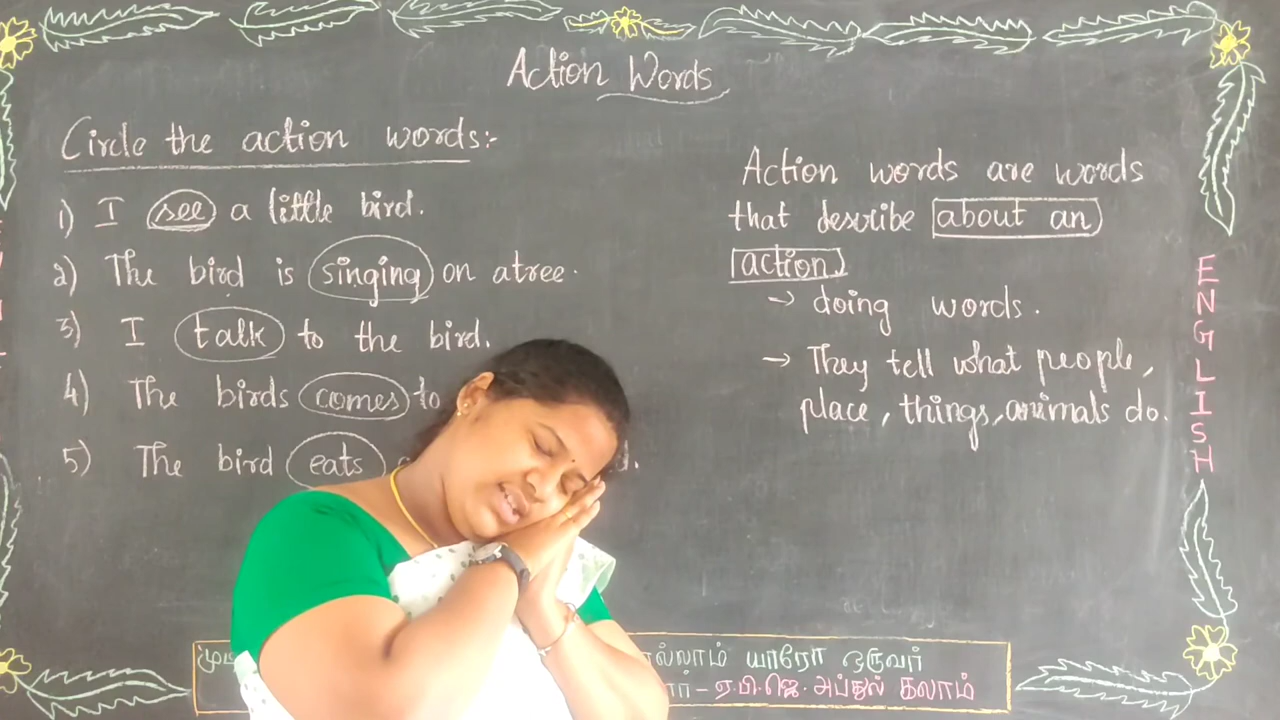 Action Words
Circle the action words:-
1) I see a little bird.
2) The bird is singing on a tree.
3) I talk to the bird.
4) The birds comes to
5) The bird eats
Action words are words
that describe about an
action
→ doing words.
→ They tell what people,
place, things, animals do.
ENGLISH
யாரோ ஒருவர்
ஏ.பி.ஜெ. அப்துல் கலாம்